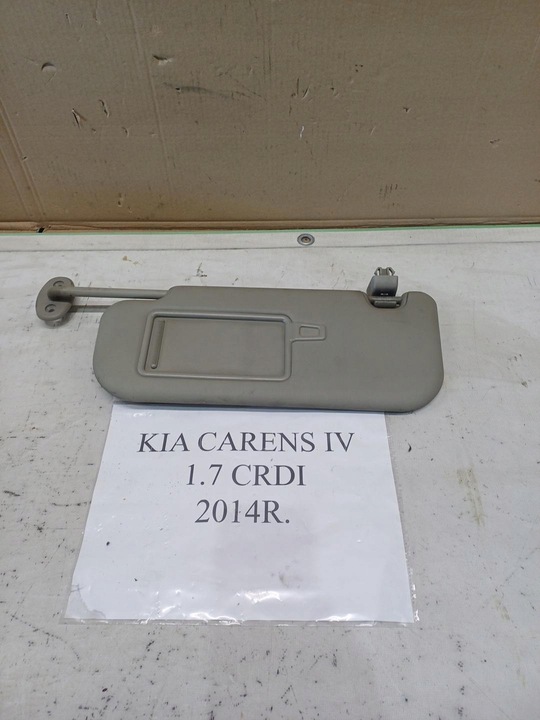 KIA CARENS IV
1.7 CRDI
2014R.